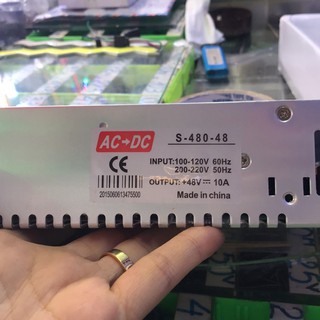 AC→DC
S-480-48
INPUT:100-120V 60Hz
200-220V 50Hz
OUTPUT: +48V ⎓ 10A
Made in china
CE
2015060613475500